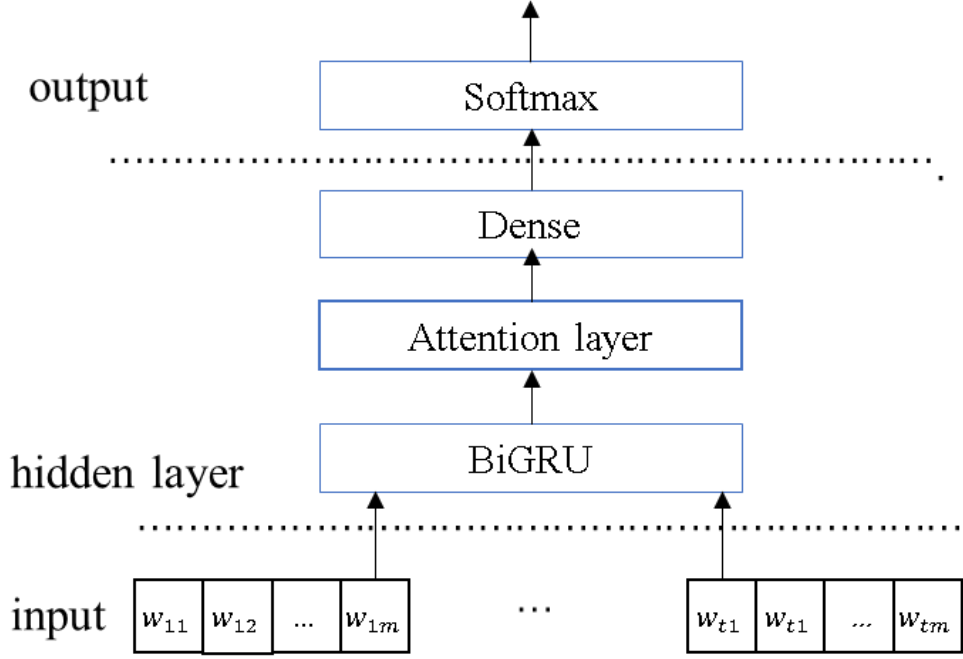 output
Softmax
Dense
Attention layer
BiGRU
hidden layer
input w₁₁ w₁₂ ... w₁ₘ ... wₜ₁ wₜ₁ ... wₜₘ